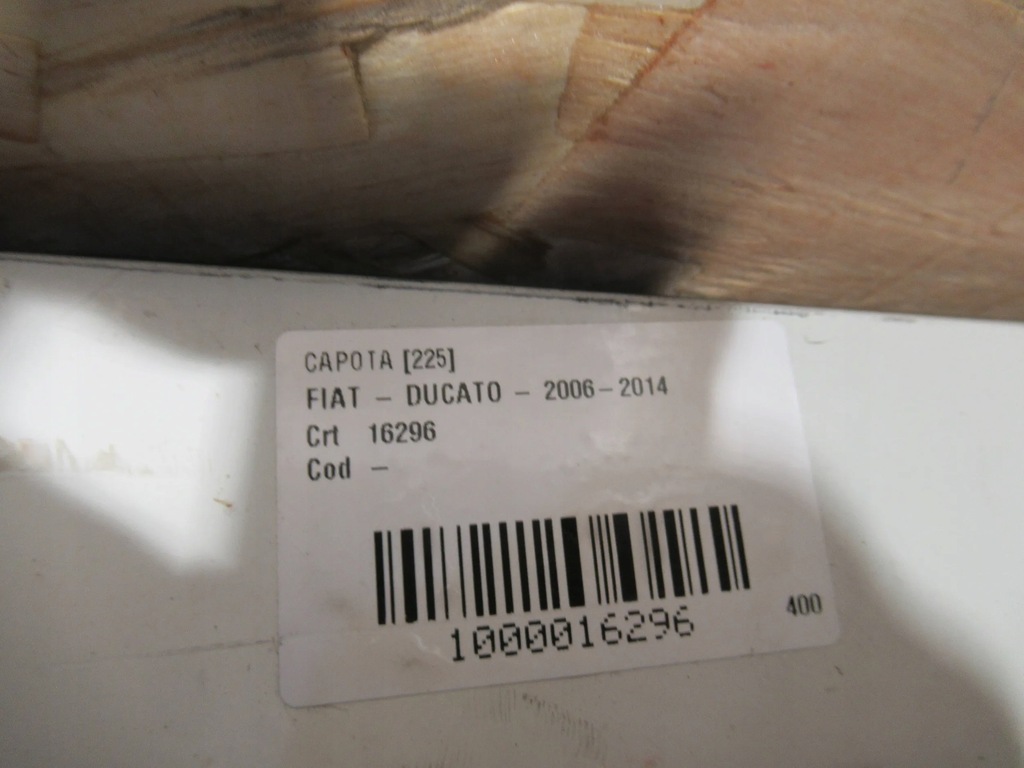 CAPOTA [225]
FIAT - DUCATO - 2006-2014
Crt 16296
Cod -
1000016296
400